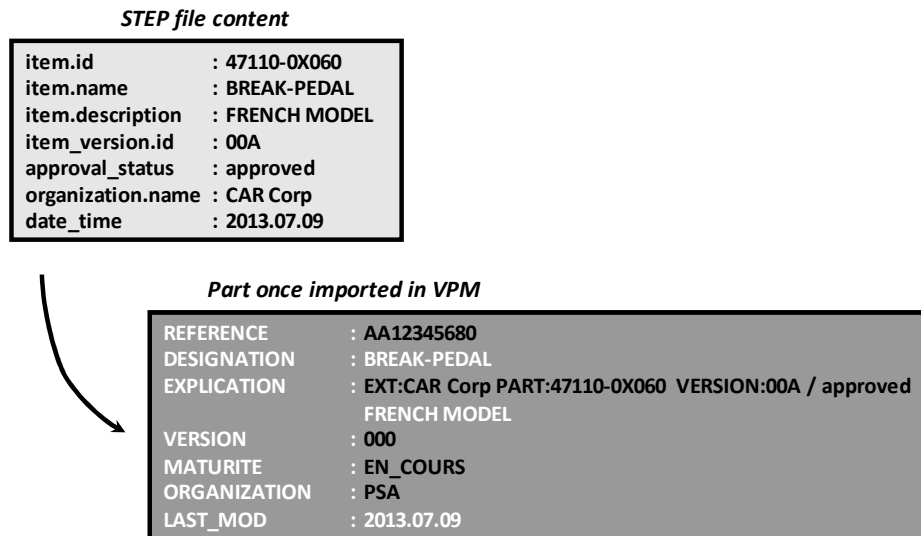 STEP file content
item.id : 47110-0X060
item.name : BREAK-PEDAL
item.description : FRENCH MODEL
item_version.id : 00A
approval_status : approved
organization.name : CAR Corp
date_time : 2013.07.09
Part once imported in VPM
REFERENCE : AA12345680
DESIGNATION : BREAK-PEDAL
EXPLICATION : EXT:CAR Corp PART:47110-0X060 VERSION:00A / approved
FRENCH MODEL
VERSION : 000
MATURITE : EN_COURS
ORGANIZATION : PSA
LAST_MOD : 2013.07.09